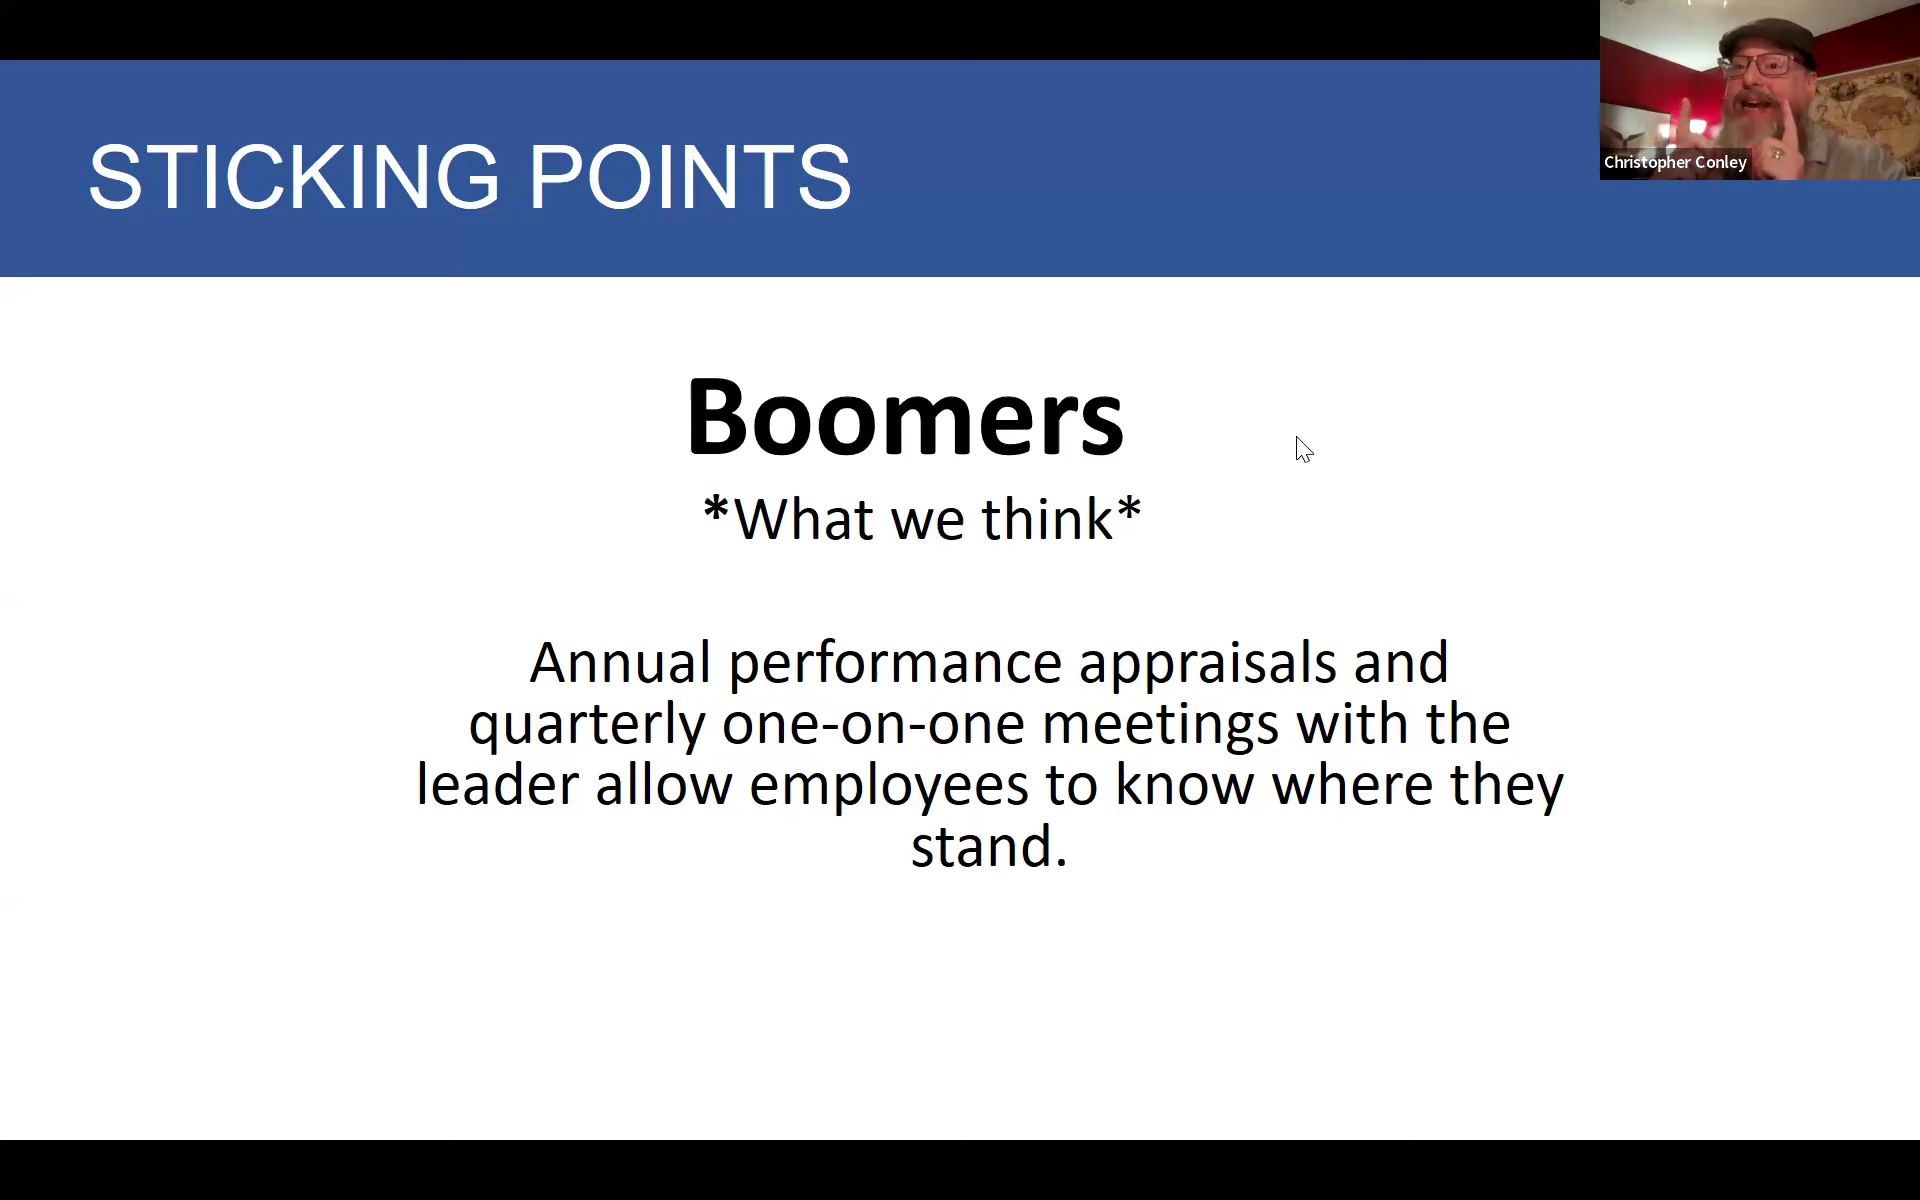 STICKING POINTS
Christopher Conley
Boomers
*What we think*
Annual performance appraisals and
quarterly one-on-one meetings with the
leader allow employees to know where they
stand.